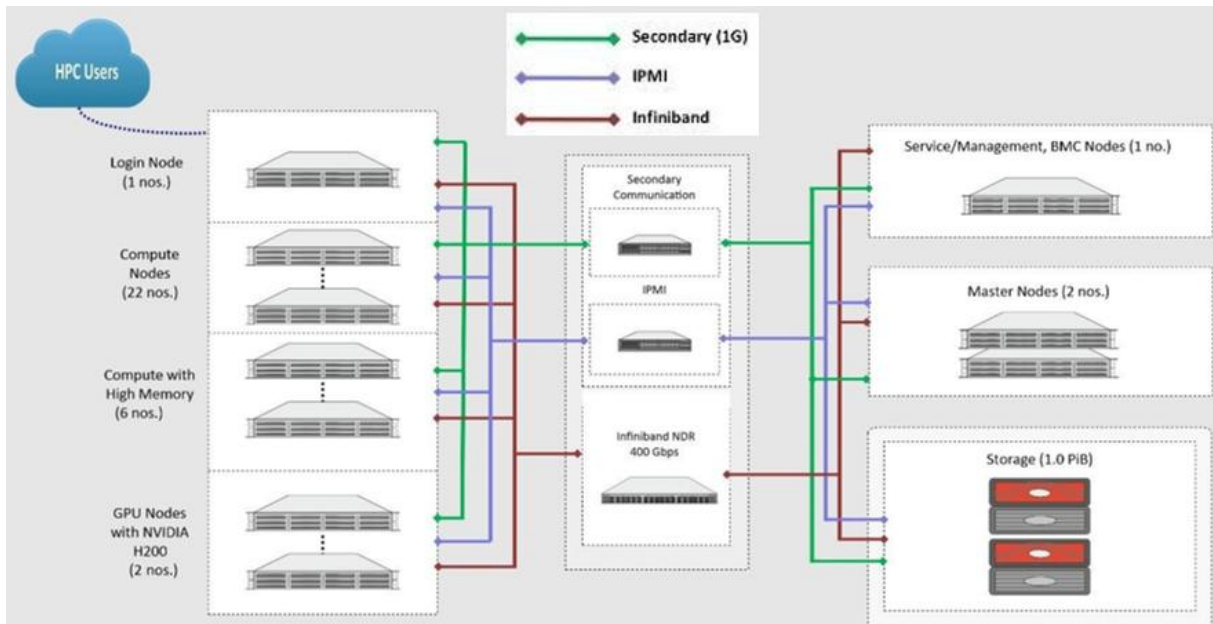 HPC Users
Secondary (1G)
IPMI
Infiniband
Login Node
(1 nos.)
Compute
Nodes
(22 nos.)
Compute with
High Memory
(6 nos.)
GPU Nodes
with NVIDIA
H200
(2 nos.)
Secondary
Communication
IPMI
Infiniband NDR
400 Gbps
Service/Management, BMC Nodes (1 no.)
Master Nodes (2 nos.)
Storage (1.0 PiB)